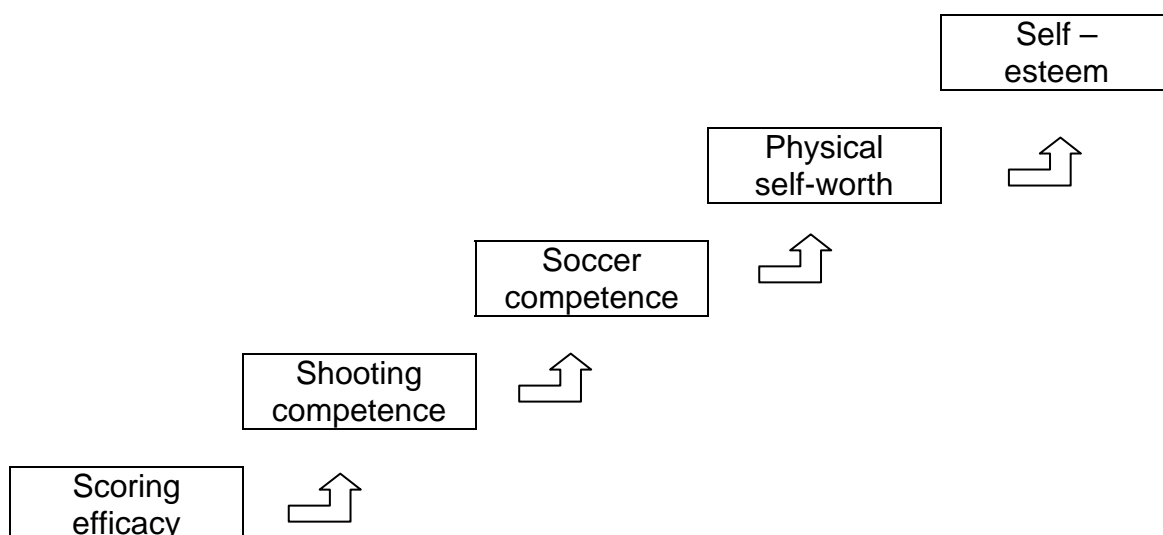 Self –
esteem
Physical
self-worth
Soccer
competence
Shooting
competence
Scoring
efficacy